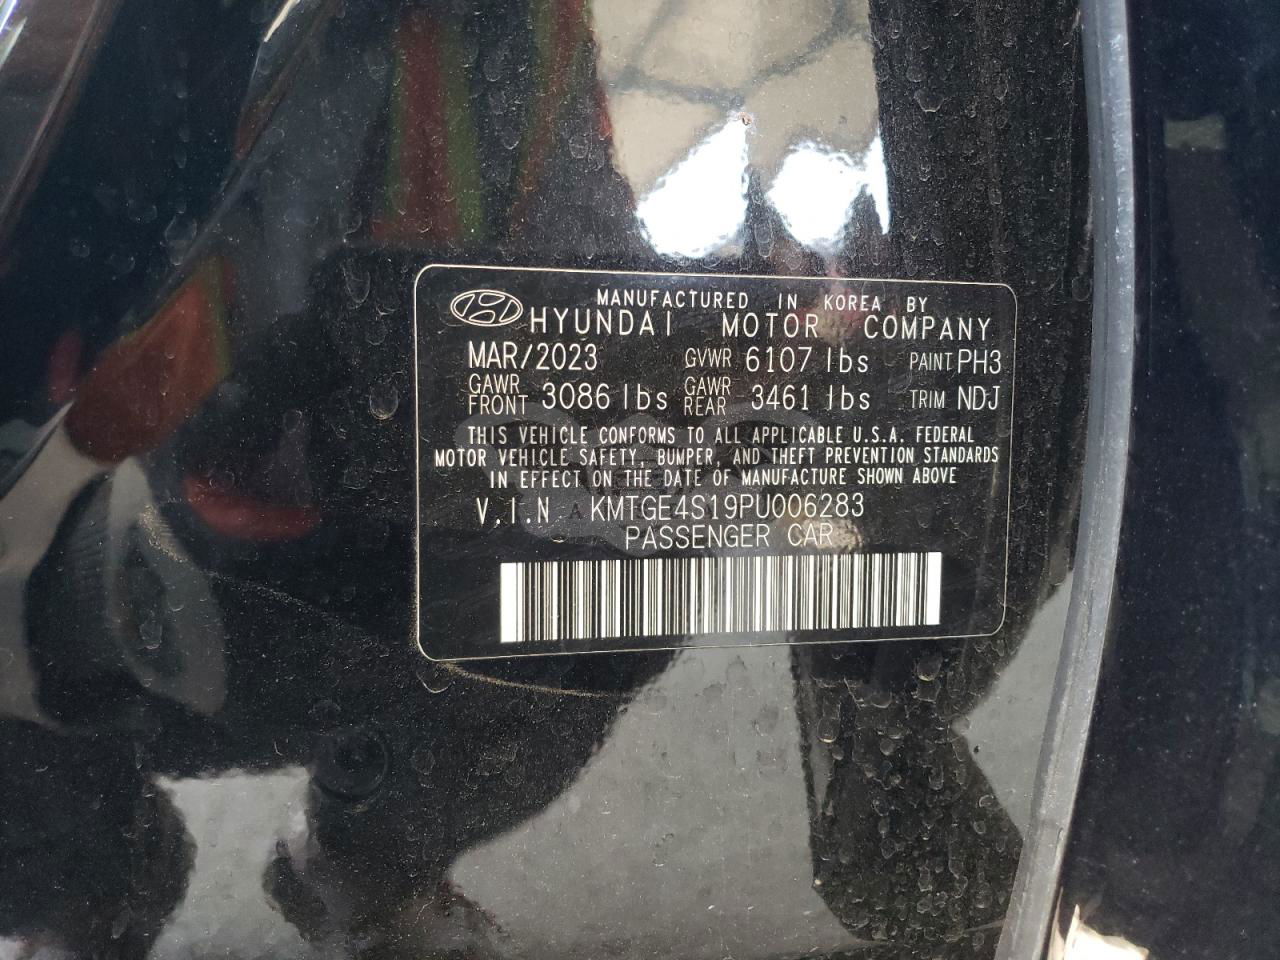 MANUFACTURED IN KOREA BY
HYUNDAI MOTOR COMPANY
MAR/2023 GVWR 6107 lbs PAINT PH3
GAWR FRONT 3086 lbs GAWR REAR 3461 lbs TRIM NDJ
THIS VEHICLE CONFORMS TO ALL APPLICABLE U.S.A. FEDERAL
MOTOR VEHICLE SAFETY, BUMPER, AND THEFT PREVENTION STANDARDS
IN EFFECT ON THE DATE OF MANUFACTURE SHOWN ABOVE
V.I.N KMTGE4S19PU006283
PASSENGER CAR